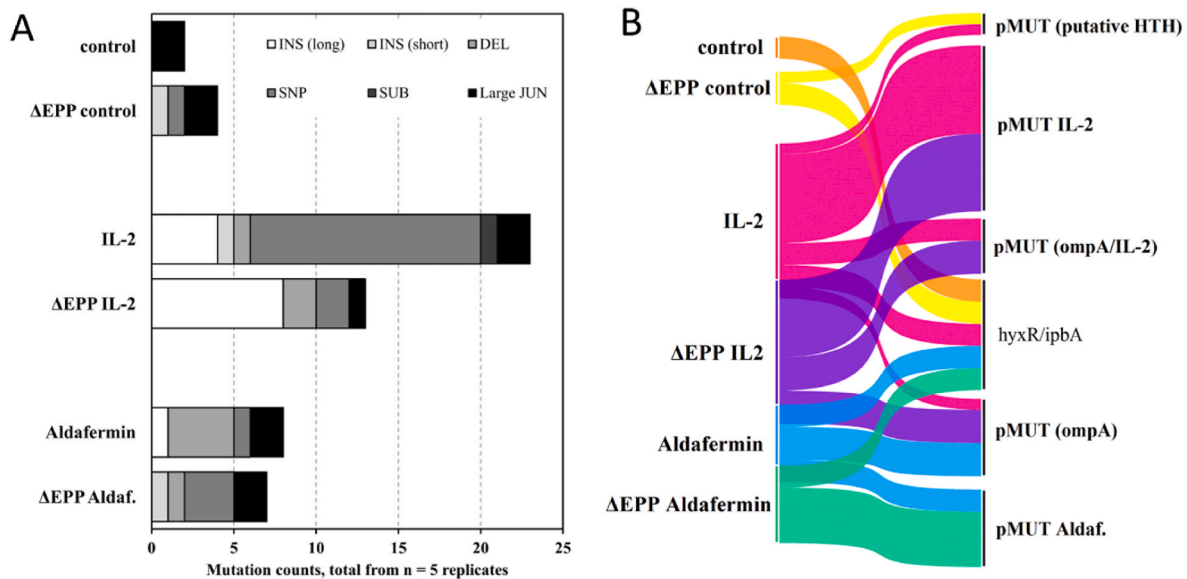 A
control
ΔEPP control
IL-2
ΔEPP IL-2
Aldafermin
ΔEPP Aldaf.
INS (long) INS (short) DEL
SNP SUB Large JUN
0 5 10 15 20 25
Mutation counts, total from n = 5 replicates
B
control
ΔEPP control
IL-2
ΔEPP IL2
Aldafermin
ΔEPP Aldafermin
pMUT (putative HTH)
pMUT IL-2
pMUT (ompA/IL-2)
hyxR/ipbA
pMUT (ompA)
pMUT Aldaf.